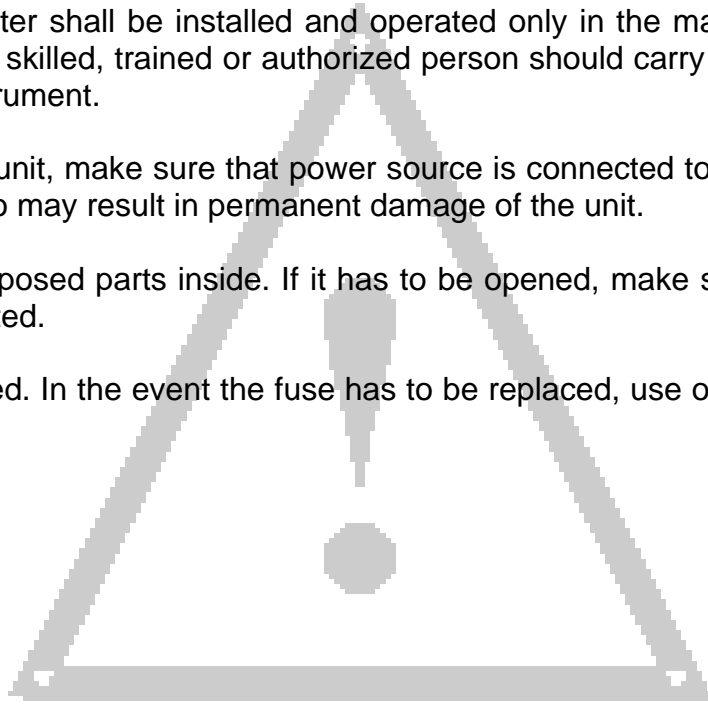 ter shall be installed and operated only in the ma
skilled, trained or authorized person should carry
rument.
unit, make sure that power source is connected to
o may result in permanent damage of the unit.
posed parts inside. If it has to be opened, make s
ted.
ed. In the event the fuse has to be replaced, use o